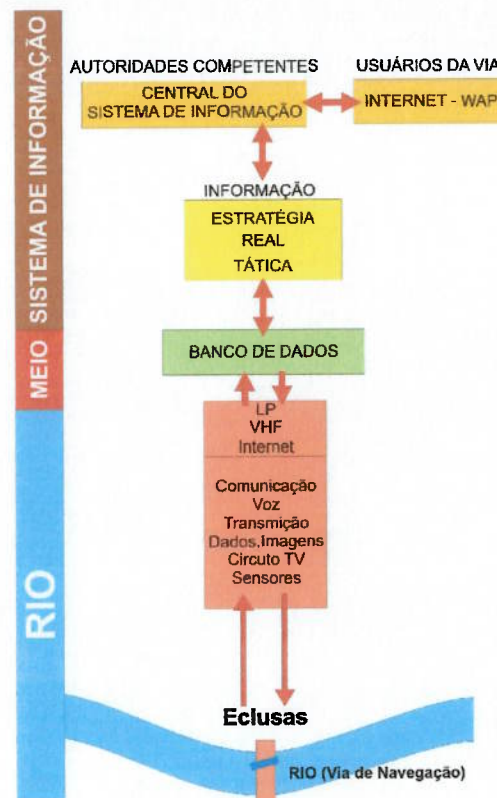 AUTORIDADES COMPETENTES
USUÁRIOS DA VIA
CENTRAL DO
SISTEMA DE INFORMAÇÃO
INTERNET - WAP
INFORMAÇÃO
ESTRATÉGIA
REAL
TÁTICA
BANCO DE DADOS
LP
VHF
Internet
Comunicação
Voz
Transmição
Dados,Imagens
Circuto TV
Sensores
Eclusas
RIO (Via de Navegação)
SISTEMA DE INFORMAÇÃO
MEIO
RIO